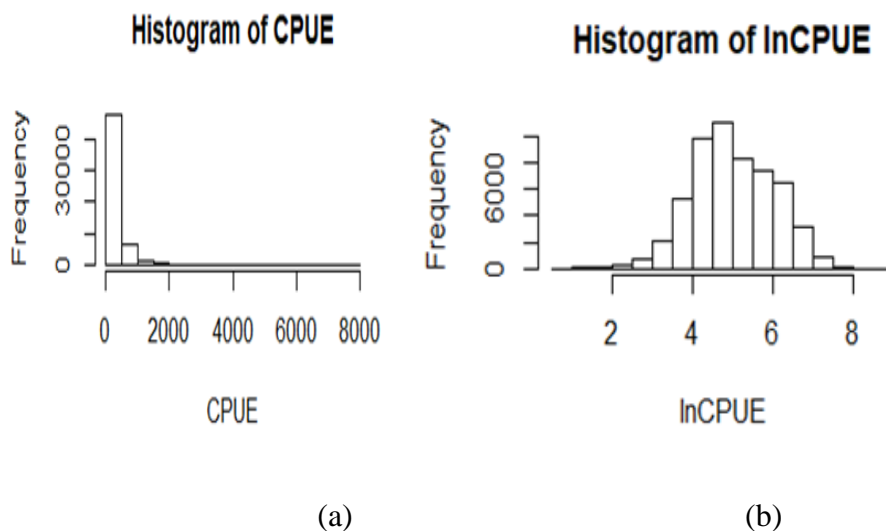 Histogram of CPUE
Frequency
0 30000
0 2000 4000 6000 8000
CPUE
(a)
Histogram of lnCPUE
Frequency
0 6000
2 4 6 8
lnCPUE
(b)